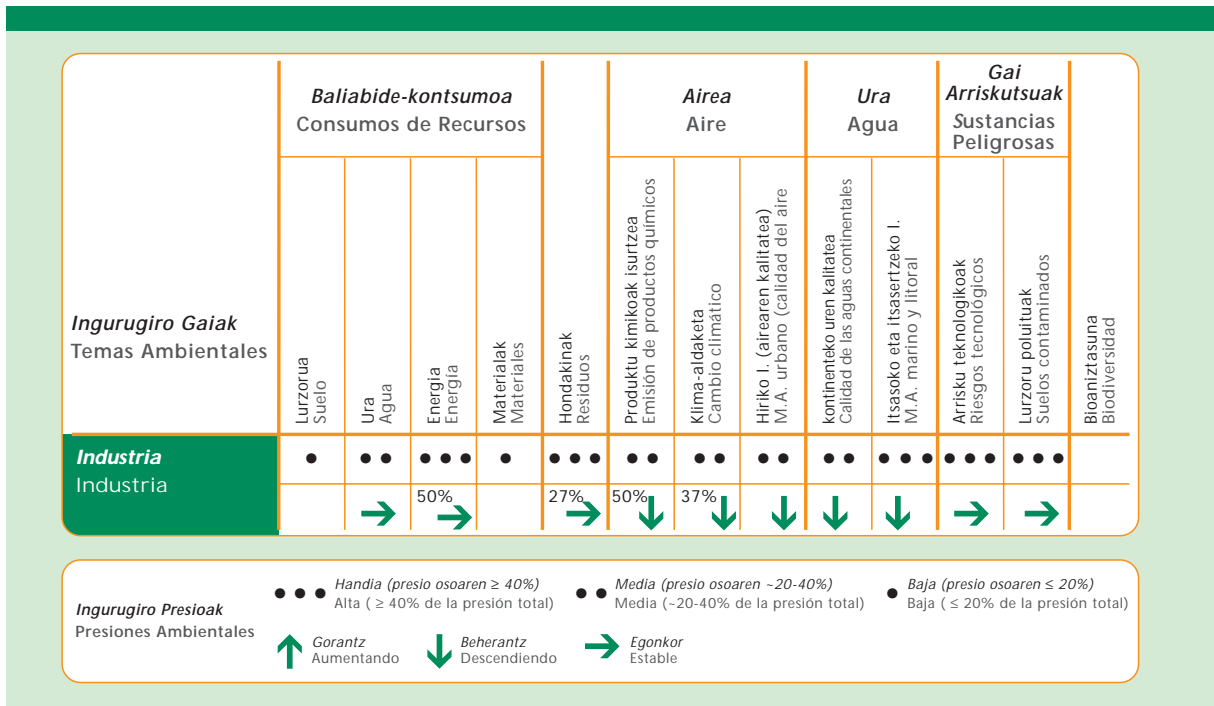 Baliabide-kontsumoa
Consumos de Recursos
Airea
Aire
Ura
Agua
Gai
Arriskutsuak
Sustancias
Peligrosas
Ingurugiro Gaiak
Temas Ambientales
Lurzorua
Suelo
Ura
Agua
Energia
Energía
Materialak
Materiales
Hondakinak
Residuos
Produktu kimikoak isurtzea
Emisión de productos químicos
Klima-aldaketa
Cambio climático
Hiriko I. (airearen kalitatea)
M.A. urbano (calidad del aire
kontinenteko uren kalitatea
Calidad de las aguas continentales
Itsasoko eta itsasertzeko I.
M.A. marino y litoral
Arrisku teknologikoak
Riesgos tecnológicos
Lurzoru poluituak
Suelos contaminados
Bioaniztasuna
Biodiversidad
Industria
Industria
50%
27%
50%
37%
Ingurugiro Presioak
Presiones Ambientales
Handia (presio osoaren ≥ 40%)
Alta ( ≥ 40% de la presión total)
Media (presio osoaren ~20-40%)
Media (~20-40% de la presión total)
Baja (presio osoaren ≤ 20%)
Baja ( ≤ 20% de la presión total)
Gorantz
Aumentando
Beherantz
Descendiendo
Egonkor
Estable